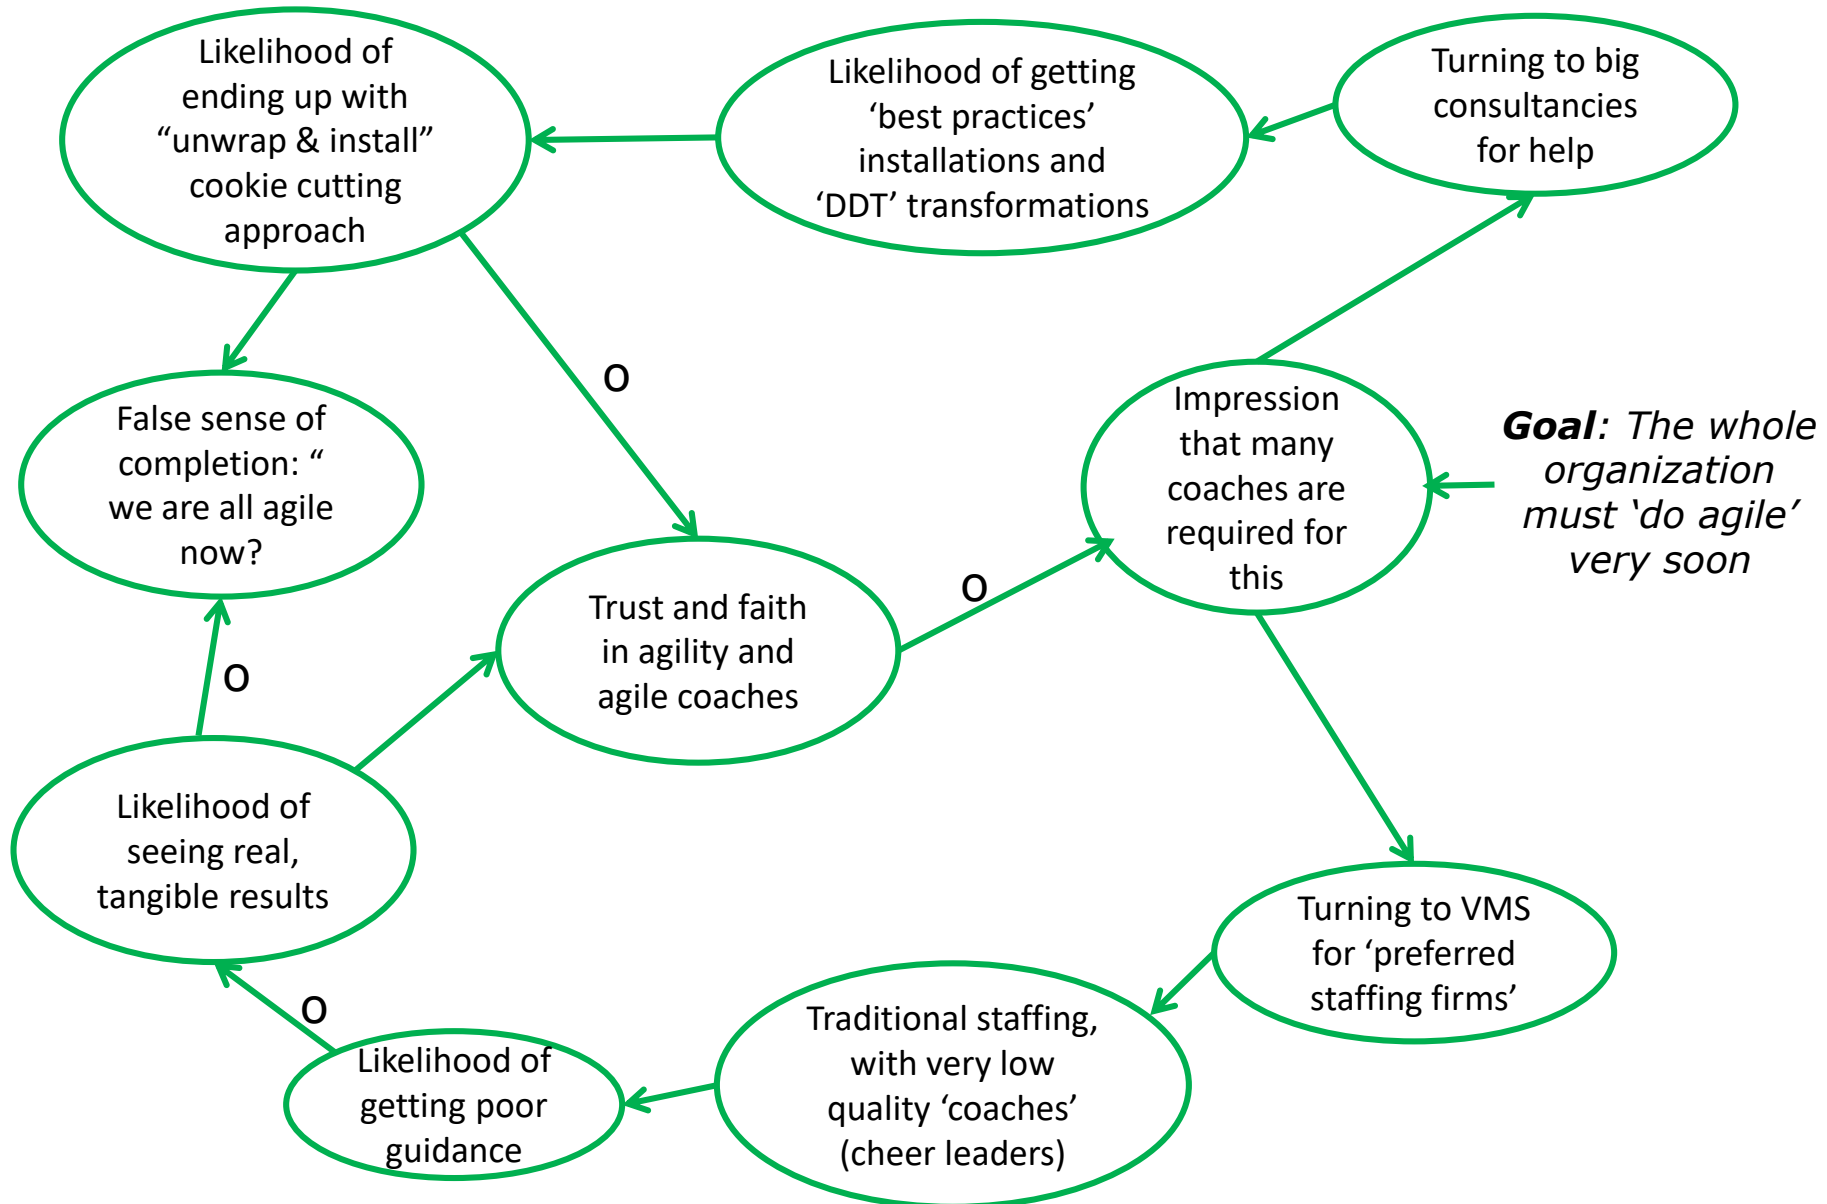 Likelihood of
ending up with
“unwrap & install”
cookie cutting
approach
Likelihood of getting
‘best practices’
installations and
‘DDT’ transformations
Turning to big
consultancies
for help
O
False sense of
completion: “
we are all agile
now?
Impression
that many
coaches are
required for
this
Goal: The whole
organization
must ‘do agile’
very soon
O
Trust and faith
in agility and
agile coaches
O
Likelihood of
seeing real,
tangible results
Turning to VMS
for ‘preferred
staffing firms’
O
Likelihood of
getting poor
guidance
Traditional staffing,
with very low
quality ‘coaches’
(cheer leaders)